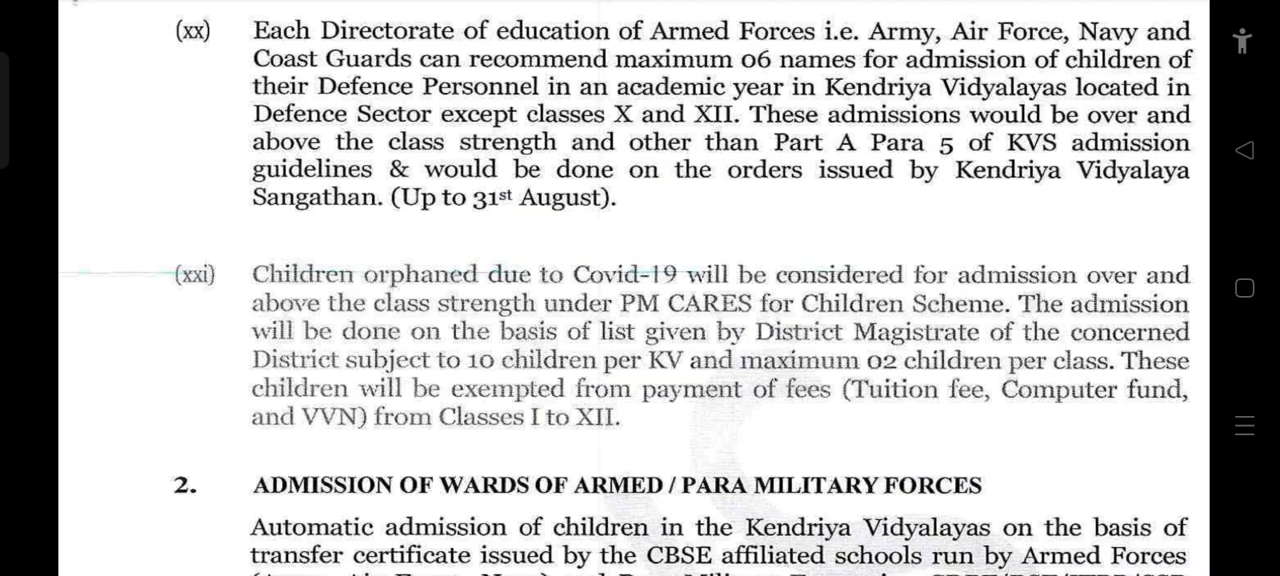 (xx) Each Directorate of education of Armed Forces i.e. Army, Air Force, Navy and
Coast Guards can recommend maximum 06 names for admission of children of
their Defence Personnel in an academic year in Kendriya Vidyalayas located in
Defence Sector except classes X and XII. These admissions would be over and
above the class strength and other than Part A Para 5 of KVS admission
guidelines & would be done on the orders issued by Kendriya Vidyalaya
Sangathan. (Up to 31st August).
(xxi) Children orphaned due to Covid-19 will be considered for admission over and
above the class strength under PM CARES for Children Scheme. The admission
will be done on the basis of list given by District Magistrate of the concerned
District subject to 10 children per KV and maximum 02 children per class. These
children will be exempted from payment of fees (Tuition fee, Computer fund,
and VVN) from Classes I to XII.
2. ADMISSION OF WARDS OF ARMED / PARA MILITARY FORCES
Automatic admission of children in the Kendriya Vidyalayas on the basis of
transfer certificate issued by the CBSE affiliated schools run by Armed Forces